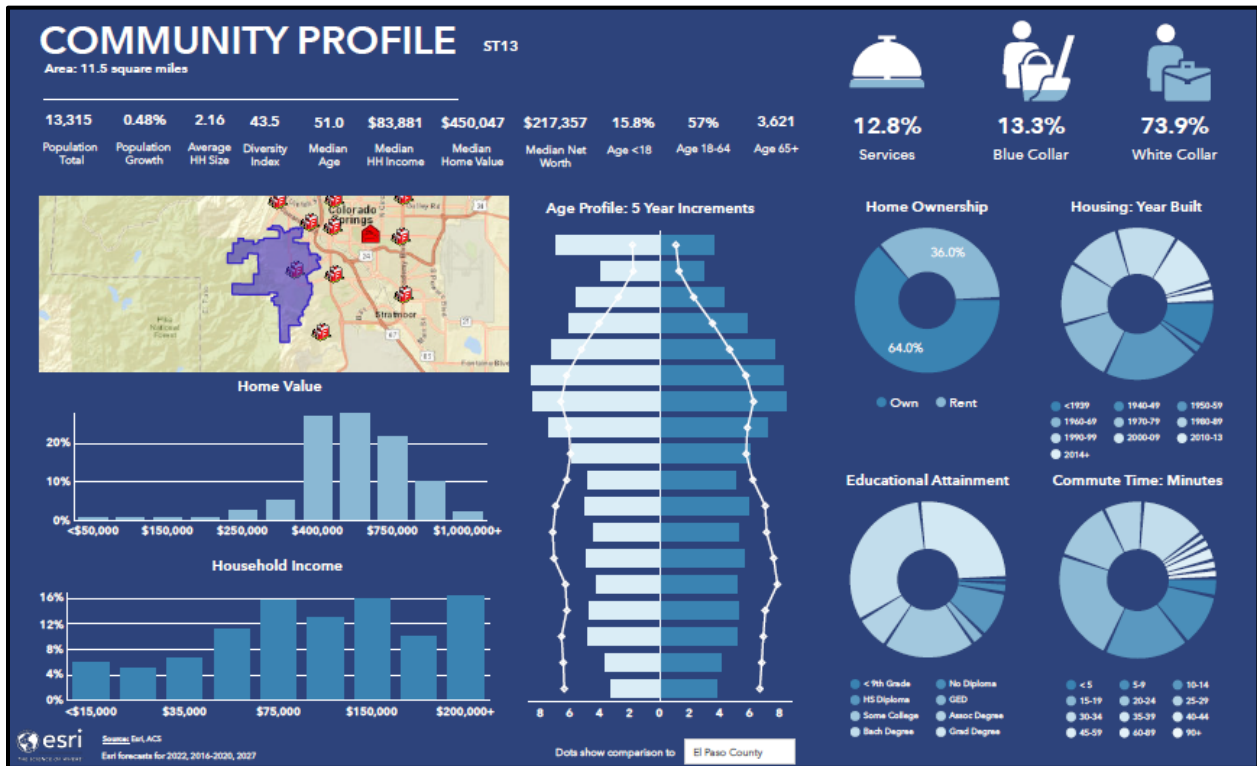 COMMUNITY PROFILE ST13
Area: 11.5 square miles
13,315 0.48% 2.16 43.5 51.0 $83,881 $450,047 $217,357 15.8% 57% 3,621
Population Total
Population Growth
Average HH Size
Diversity Index
Median Age
Median HH Income
Median Home Value
Median Net Worth
Age <18
Age 18-64
Age 65+
12.8% 13.3% 73.9%
Services Blue Collar White Collar
Colorado Springs
24
Stratmoor
Pike
National
Forest
Fontaine Blvd
Home Value
20%
10%
0%
<$50,000 $150,000 $250,000 $400,000 $750,000 $1,000,000+
Household Income
16%
12%
8%
4%
0%
<$15,000 $35,000 $75,000 $150,000 $200,000+
Age Profile: 5 Year Increments
8 6 4 2 0 2 4 6 8
Dots show comparison to El Paso County
Home Ownership
36.0%
64.0%
Own Rent
Housing: Year Built
<1939 1940-49 1950-59
1960-69 1970-79 1980-89
1990-99 2000-09 2010-13
2014+
Educational Attainment
< 9th Grade No Diploma
HS Diploma GED
Some College Assoc Degree
Bach Degree Grad Degree
Commute Time: Minutes
< 5 5-9 10-14
15-19 20-24 25-29
30-34 35-39 40-44
45-59 60-89 90+
esri
THE SCIENCE OF WHERE
Source: Esri, ACS
Esri forecasts for 2022, 2016-2020, 2027